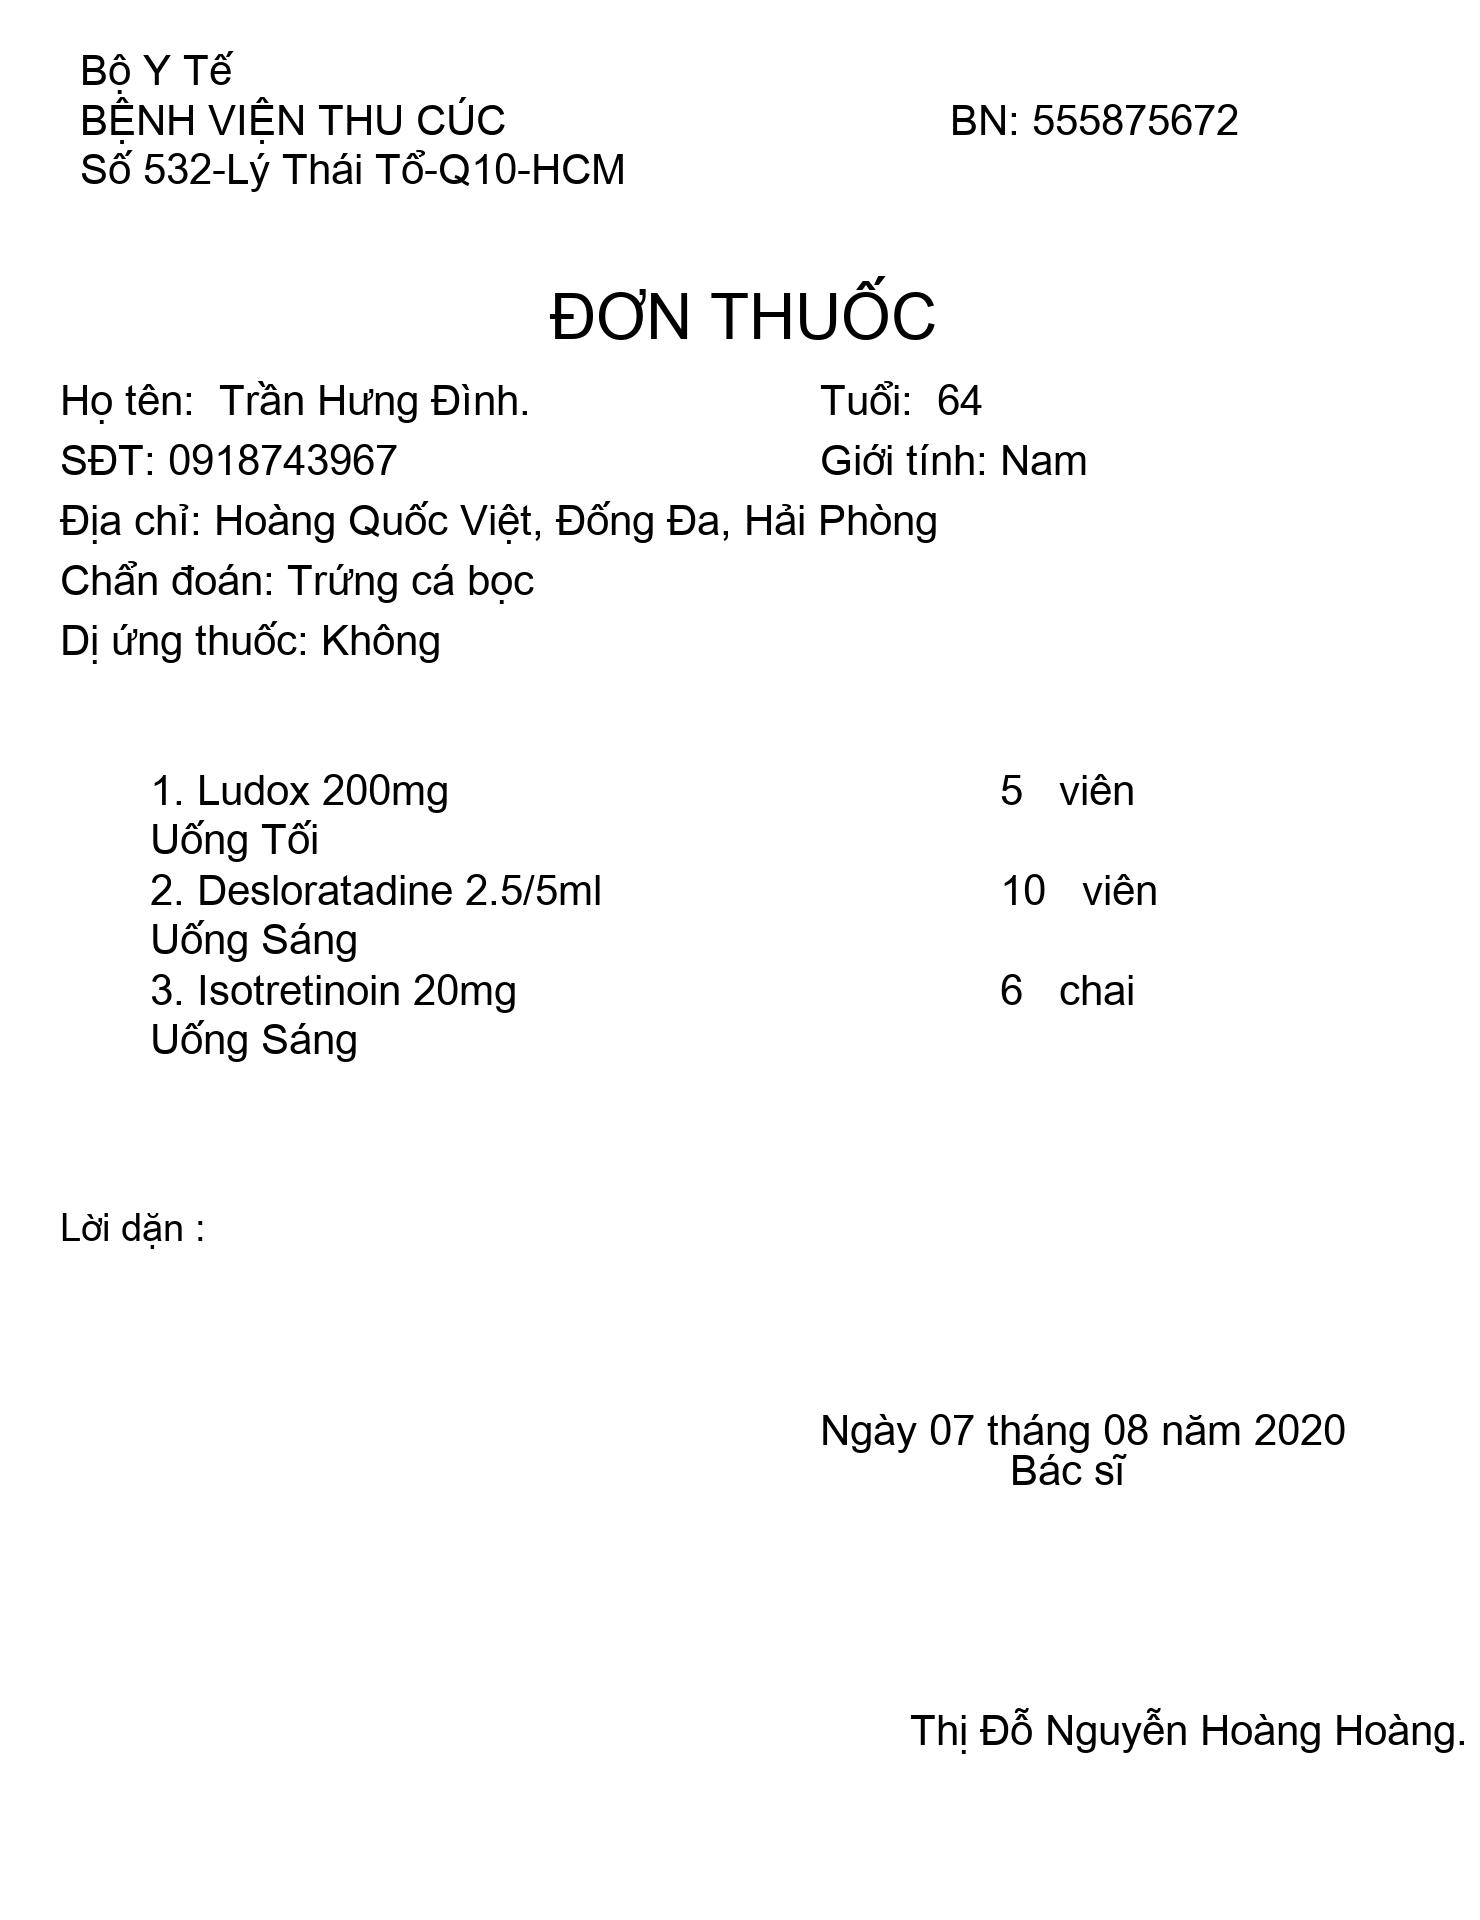 Bộ Y Tế
BỆNH VIỆN THU CÚC BN: 555875672
Số 532-Lý Thái Tổ-Q10-HCM
ĐƠN THUỐC
Họ tên: Trần Hưng Đình. Tuổi: 64
SĐT: 0918743967 Giới tính: Nam
Địa chỉ: Hoàng Quốc Việt, Đống Đa, Hải Phòng
Chẩn đoán: Trứng cá bọc
Dị ứng thuốc: Không
1. Ludox 200mg 5 viên
Uống Tối
2. Desloratadine 2.5/5ml 10 viên
Uống Sáng
3. Isotretinoin 20mg 6 chai
Uống Sáng
Lời dặn :
Ngày 07 tháng 08 năm 2020
Bác sĩ
Thị Đỗ Nguyễn Hoàng Hoàng.